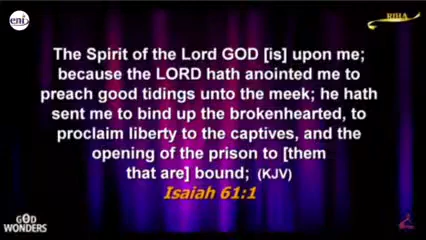 eni
The Spirit of the Lord GOD [is] upon me;
because the LORD hath anointed me to
preach good tidings unto the meek; he hath
sent me to bind up the brokenhearted, to
proclaim liberty to the captives, and the
opening of the prison to [them
that are] bound; (KJV)
Isaiah 61:1
GOD
WONDERS